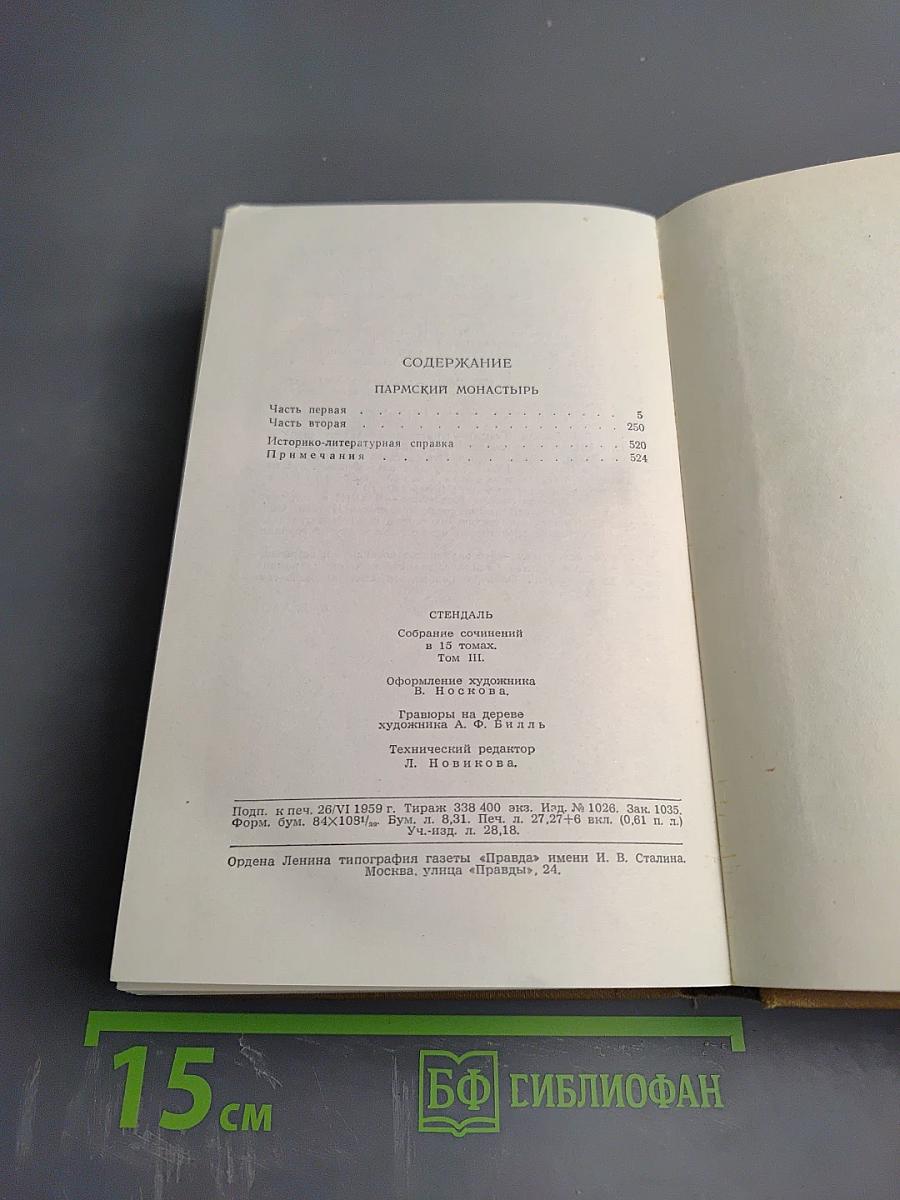 СОДЕРЖАНИЕ
ПАРМСКИЙ МОНАСТЫРЬ
Часть первая . . . . . . . . . . . . . . . . 5
Часть вторая . . . . . . . . . . . . . . . . 250
Историко-литературная справка . . . . . . . . 520
Примечания . . . . . . . . . . . . 524
СТЕНДАЛЬ
Собрание сочинений
в 15 томах.
Том III.
Оформление художника
В. Носкова.
Гравюры на дереве
художника А. Ф. Билль
Технический редактор
Л. Новикова.
Подп. к печ. 26/VI 1959 г. Тираж 338 400 экз. Изд. № 1026. Зак. 1035.
Форм. бум. 84×108¹/₃₂. Бум. л. 8,31. Печ. л. 27,27+6 вкл. (0,61 п. л.)
Уч.-изд. л. 28,18.
Ордена Ленина типография газеты «Правда» имени И. В. Сталина.
Москва, улица «Правды», 24.
15 см
БФ БИБЛИОФАН